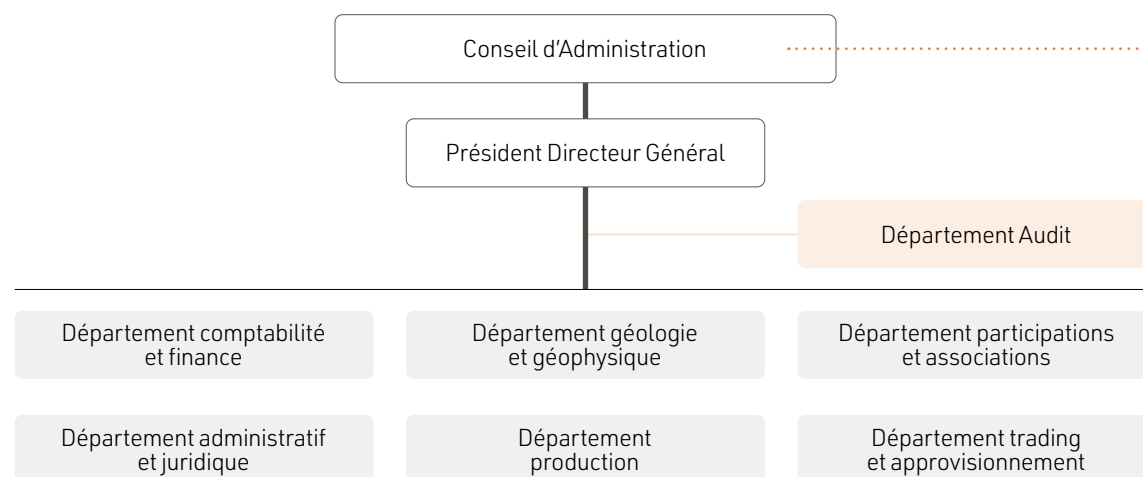 Conseil d'Administration
Président Directeur Général
Département Audit
Département comptabilité
et finance
Département géologie
et géophysique
Département participations
et associations
Département administratif
et juridique
Département
production
Département trading
et approvisionnement